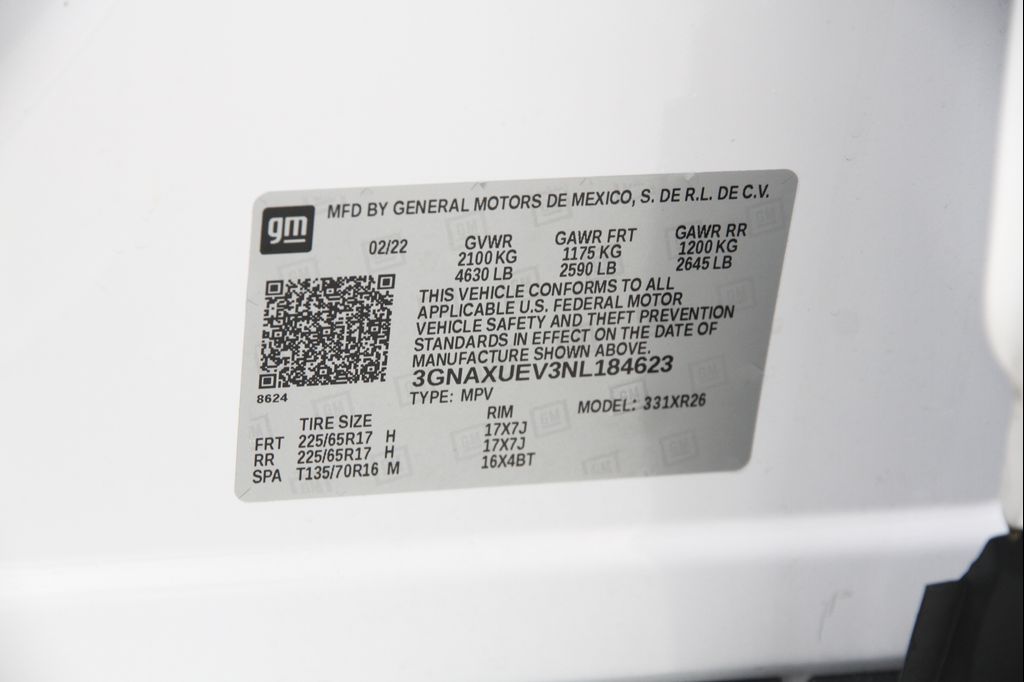 gm MFD BY GENERAL MOTORS DE MEXICO, S. DE R.L. DE C.V.
02/22 GVWR GAWR FRT GAWR RR
2100 KG 1175 KG 1200 KG
4630 LB 2590 LB 2645 LB
THIS VEHICLE CONFORMS TO ALL
APPLICABLE U.S. FEDERAL MOTOR
VEHICLE SAFETY AND THEFT PREVENTION
STANDARDS IN EFFECT ON THE DATE OF
MANUFACTURE SHOWN ABOVE.
3GNAXUEV3NL184623
8624
TYPE: MPV MODEL: 331XR26
TIRE SIZE RIM
FRT 225/65R17 H 17X7J
RR 225/65R17 H 17X7J
SPA T135/70R16 M 16X4BT